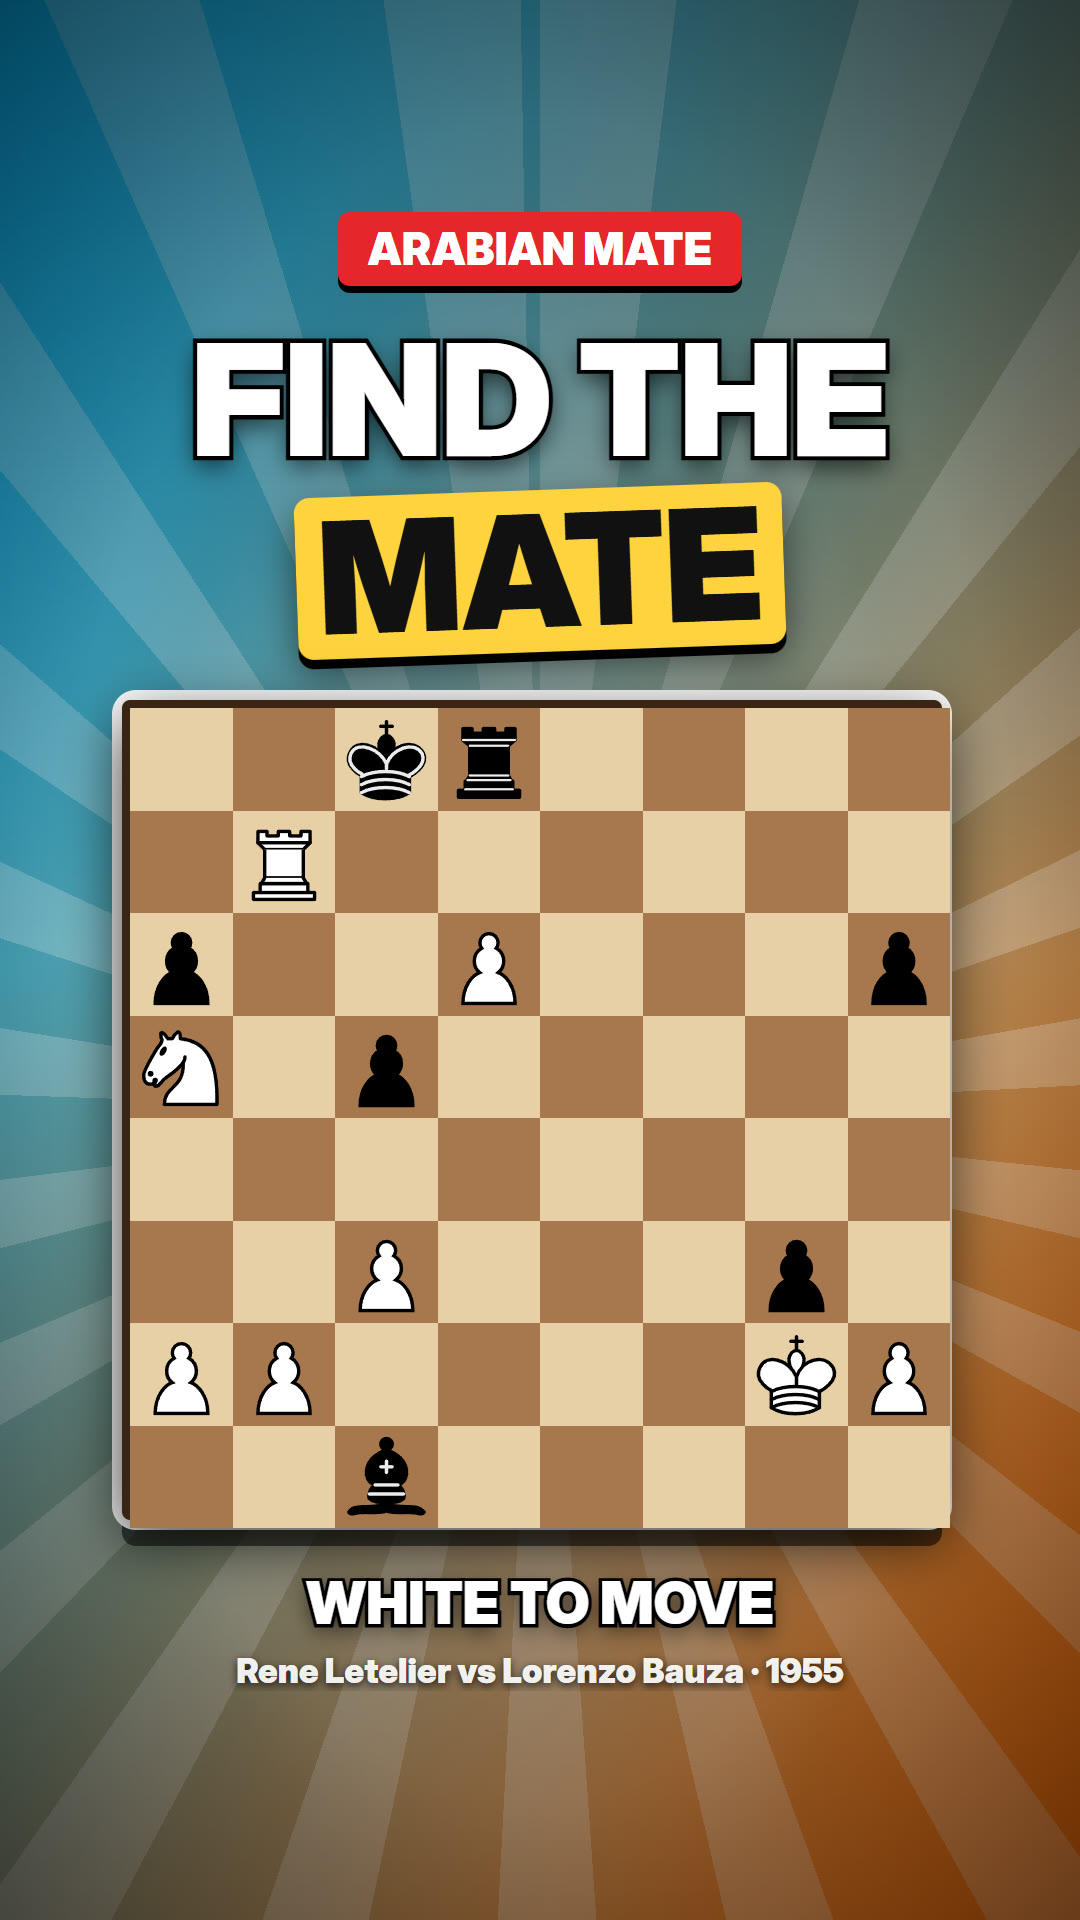 ARABIAN MATE
FIND THE
MATE
WHITE TO MOVE
Rene Letelier vs Lorenzo Bauza · 1955